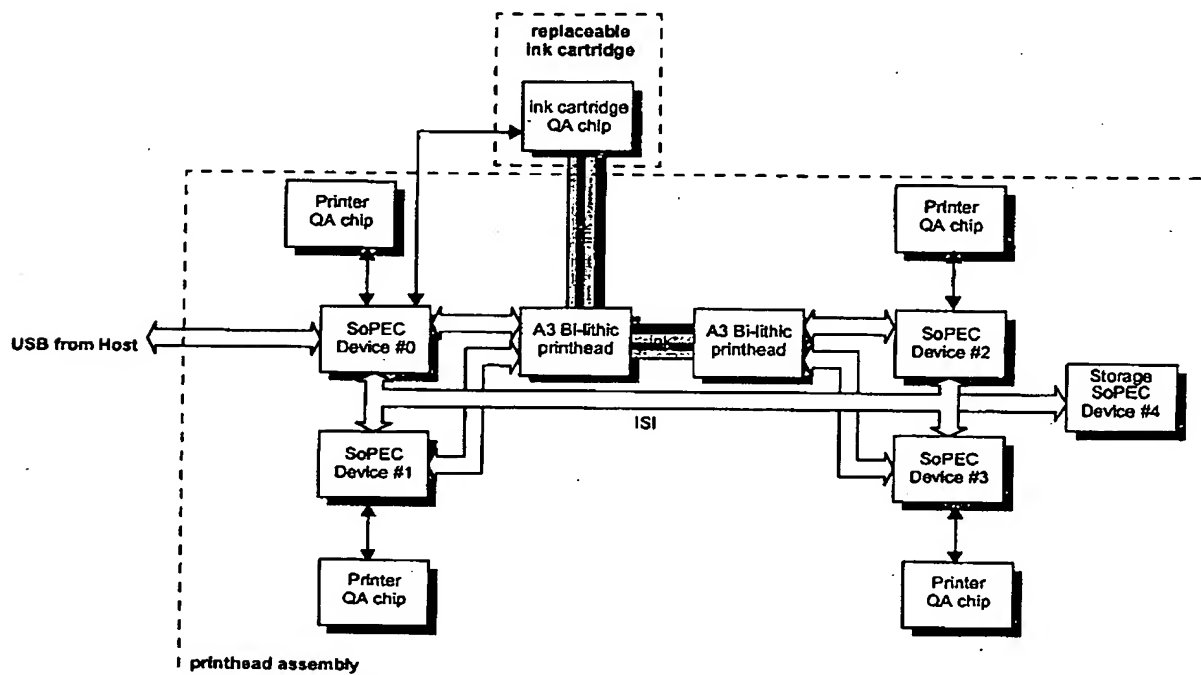 replaceable
ink cartridge
ink cartridge
QA chip
Printer
QA chip
Printer
QA chip
USB from Host
SoPEC
Device #0
A3 Bi-lithic
printhead
ink
A3 Bi-lithic
printhead
SoPEC
Device #2
Storage
SoPEC
Device #4
ISI
SoPEC
Device #1
SoPEC
Device #3
Printer
QA chip
Printer
QA chip
printhead assembly